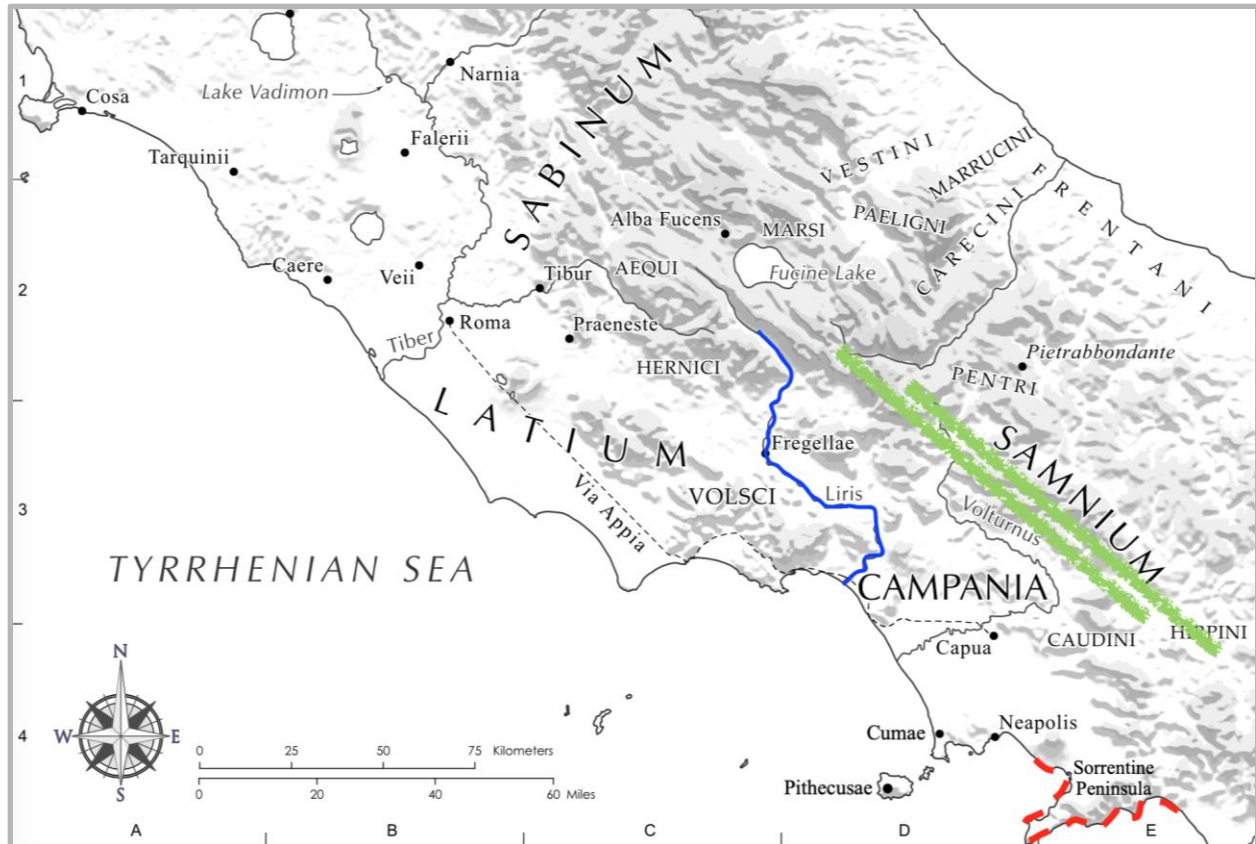 1
Cosa
Lake Vadimon
Narnia
SABINUM
Falerii
Tarquinii
VESTINI
MARRUCINI
FRENTANI
PAELIGNI
CARECINI
Alba Fucens
MARSI
Fucine Lake
AEQUI
Tibur
Caere
Veii
2
Roma
Tiber
Praeneste
HERNICI
Pietrabbondante
PENTRI
LATIUM
SAMNIUM
Fregellae
VOLSCI
Liris
Volturnus
Via Appia
3
TYRRHENIAN SEA
CAMPANIA
Capua
CAUDINI
HIRPINI
N
W E
S
4
0 25 50 75 Kilometers
0 20 40 60 Miles
Cumae
Neapolis
Pithecusae
Sorrentine
Peninsula
A B C D E